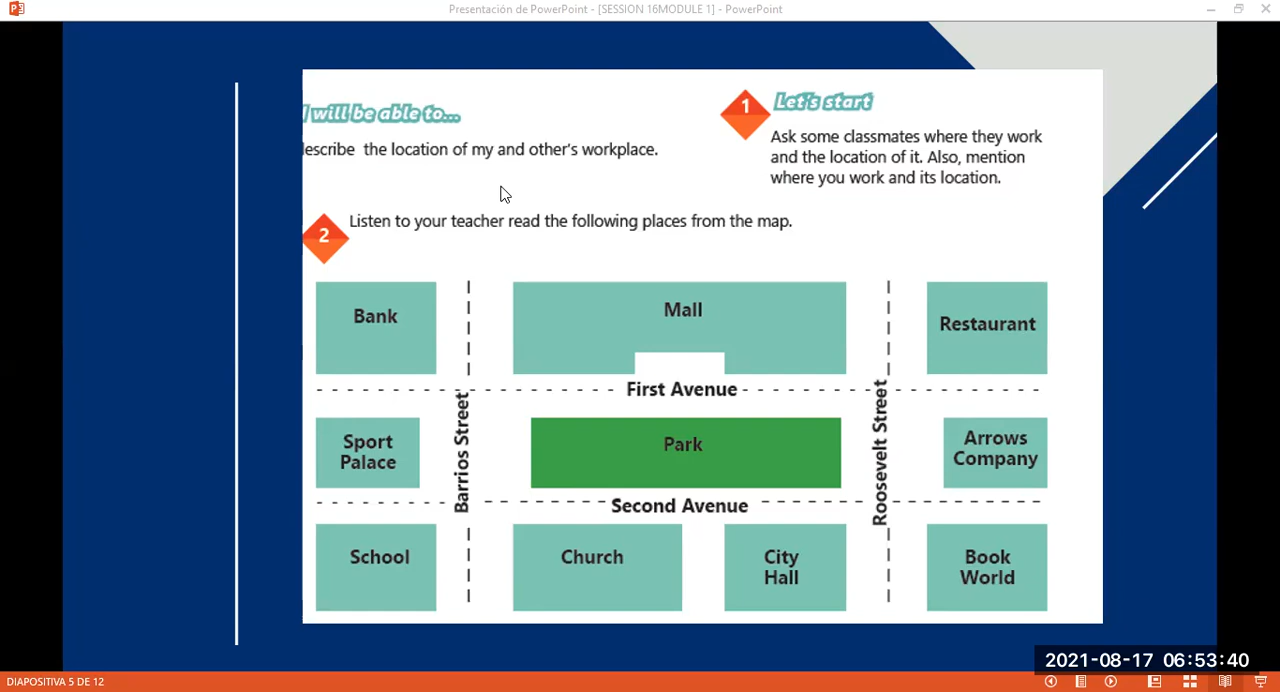 Presentación de PowerPoint - [SESSION 16MODULE 1] - PowerPoint
I will be able to...
escribe the location of my and other's workplace.
1
Let's start
Ask some classmates where they work
and the location of it. Also, mention
where you work and its location.
2
Listen to your teacher read the following places from the map.
Bank
Mall
Restaurant
First Avenue
Barrios Street
Roosevelt Street
Sport
Palace
Park
Arrows
Company
Second Avenue
School
Church
City
Hall
Book
World
2021-08-17 06:53:40
DIAPOSITIVA 5 DE 12